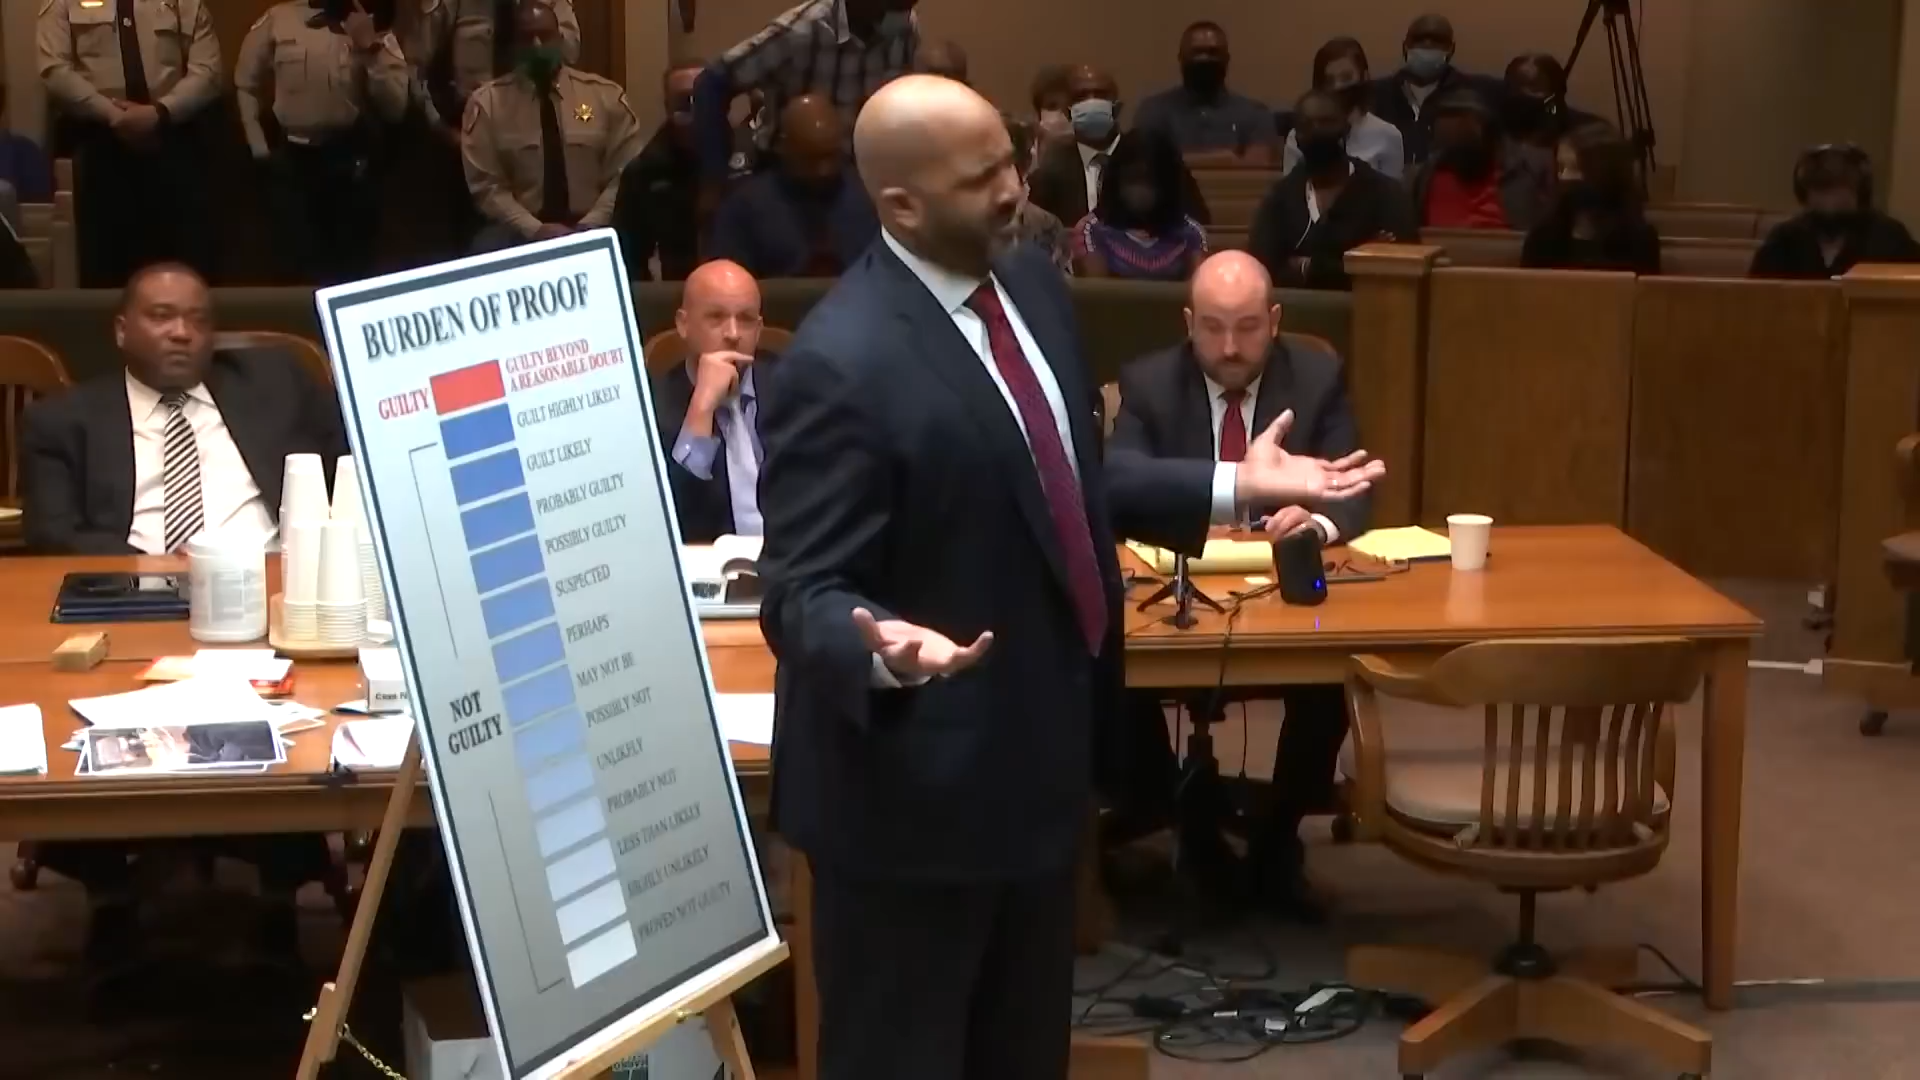 BURDEN OF PROOF
GUILTY
GUILTY BEYOND
A REASONABLE DOUBT
GUILT HIGHLY LIKELY
GUILT LIKELY
PROBABLY GUILTY
POSSIBLY GUILTY
SUSPECTED
PERHAPS
MAY NOT BE
POSSIBLY NOT
NOT
GUILTY
UNLIKELY
PROBABLY NOT
LESS THAN LIKELY
HIGHLY UNLIKELY
PROVEN NOT GUILTY